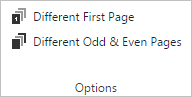 Different First Page
Different Odd & Even Pages
Options